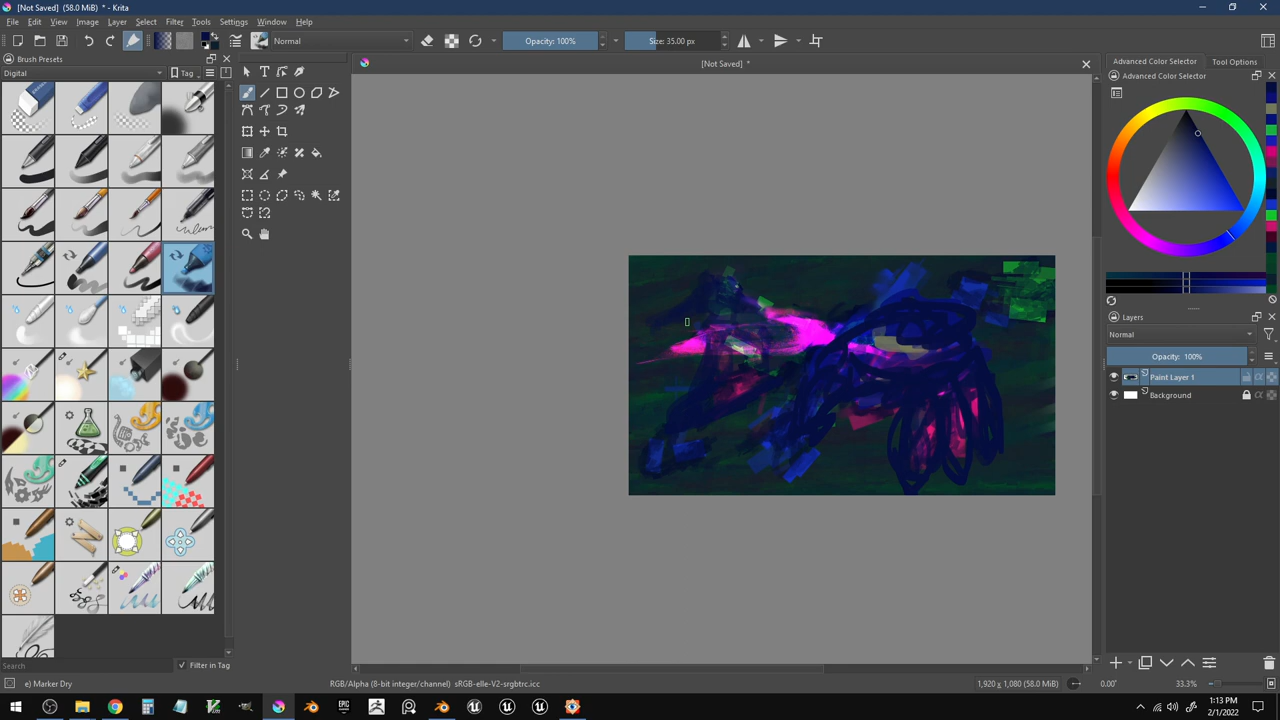 [Not Saved] (58.0 MiB) * - Krita
File Edit View Image Layer Select Filter Tools Settings Window Help
Normal
Opacity: 100%
Size: 35.00 px
Brush Presets
Digital
Tag
[Not Saved] *
Advanced Color Selector
Tool Options
Advanced Color Selector
Layers
Normal
Opacity: 100%
Paint Layer 1
Background
Search
Filter in Tag
e) Marker Dry
RGB/Alpha (8-bit integer/channel) sRGB-elle-V2-srgbtrc.icc
1,920 x 1,080 (58.0 MiB)
0.00°
33.3%
EPIC
1:13 PM
2/1/2022